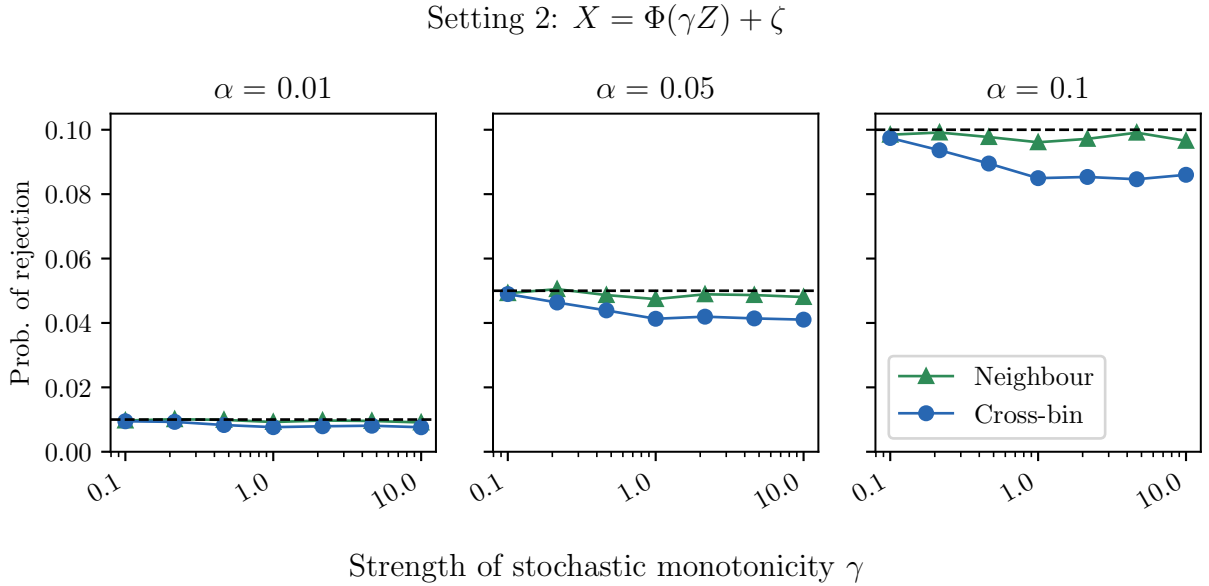 Setting 2: X = Φ(γZ) + ζ
α = 0.01
α = 0.05
α = 0.1
Prob. of rejection
0.10
0.08
0.06
0.04
0.02
0.00
0.1
1.0
10.0
0.1
1.0
10.0
0.1
1.0
10.0
Neighbour
Cross-bin
Strength of stochastic monotonicity γ